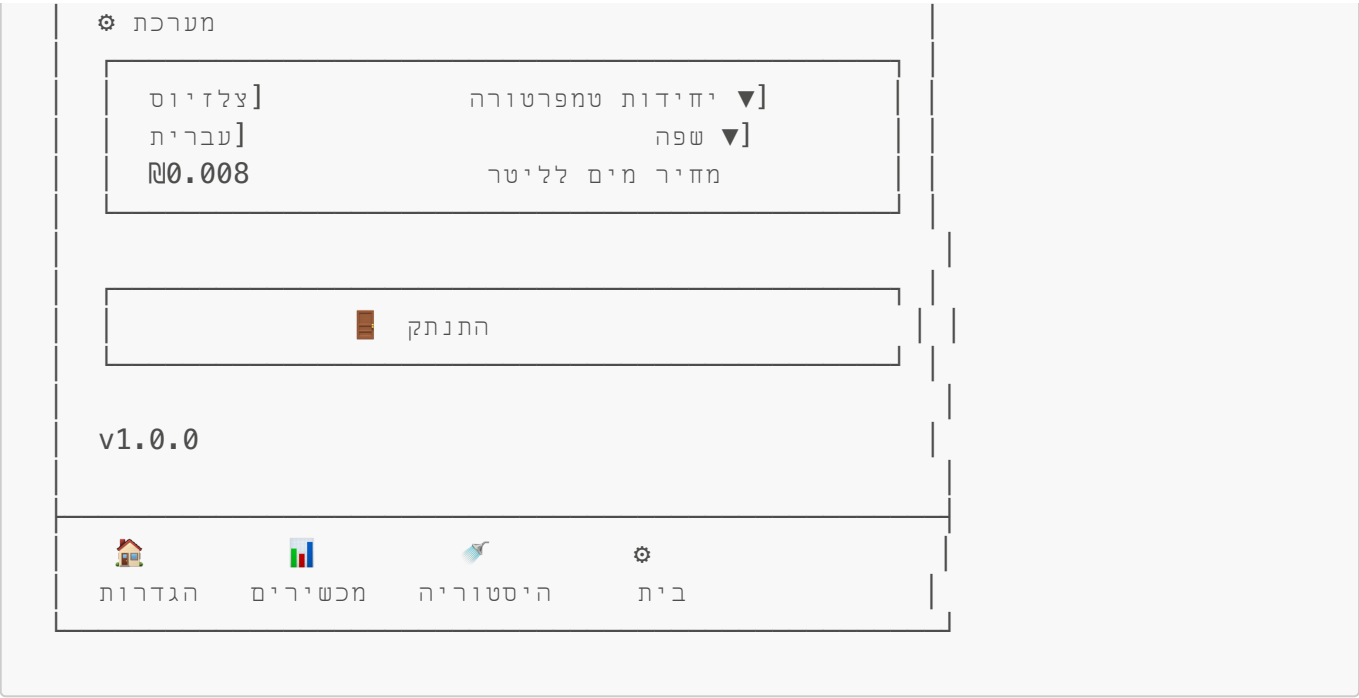 ⚙ מערכת
יחידות טמפרטורה ▼] צלזיוס]
שפה ▼] עברית]
מחיר מים לליטר ₪0.008
🚪 התנתק
v1.0.0
🏠 📊 🚿 ⚙
הגדרות מכשירים היסטוריה בית